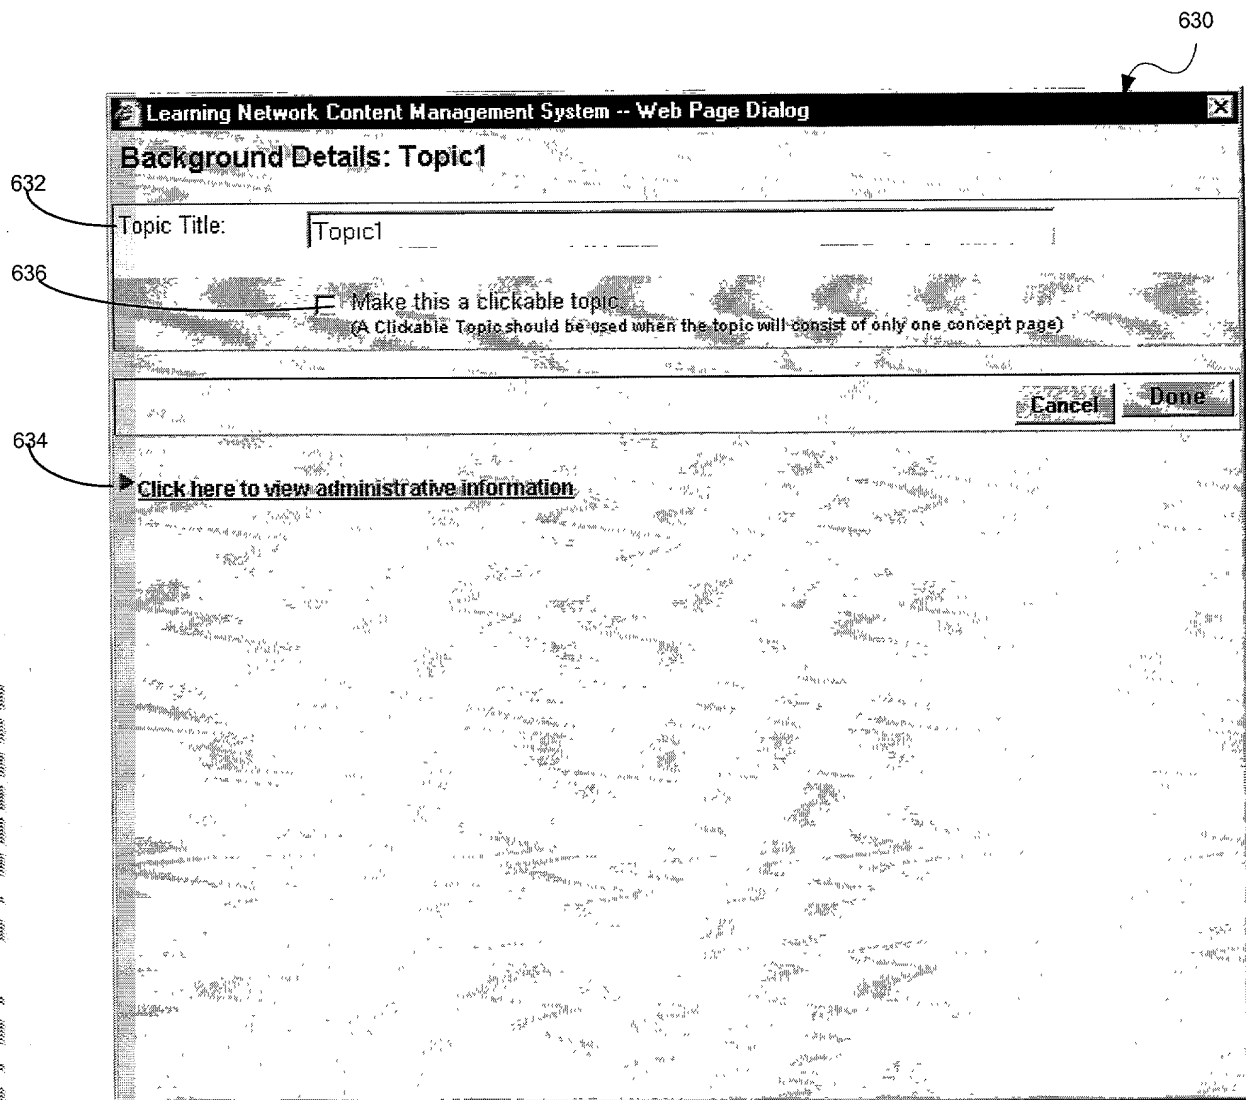 630
Learning Network Content Management System -- Web Page Dialog
Background Details: Topic1
632
Topic Title:
Topic1
636
Make this a clickable topic.
(A Clickable Topic should be used when the topic will consist of only one concept page)
Cancel
Done
634
Click here to view administrative information